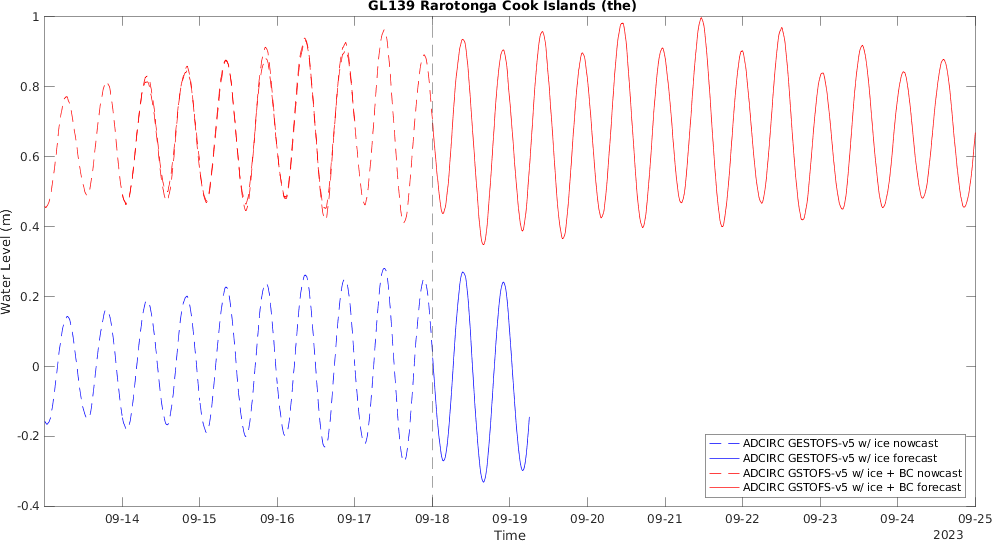 GL139 Rarotonga Cook Islands (the)
Water Level (m)
1
0.8
0.6
0.4
0.2
0
-0.2
-0.4
09-14 09-15 09-16 09-17 09-18 09-19 09-20 09-21 09-22 09-23 09-24 09-25
Time
2023
ADCIRC GESTOFS-v5 w/ ice nowcast
ADCIRC GESTOFS-v5 w/ ice forecast
ADCIRC GSTOFS-v5 w/ ice + BC nowcast
ADCIRC GSTOFS-v5 w/ ice + BC forecast